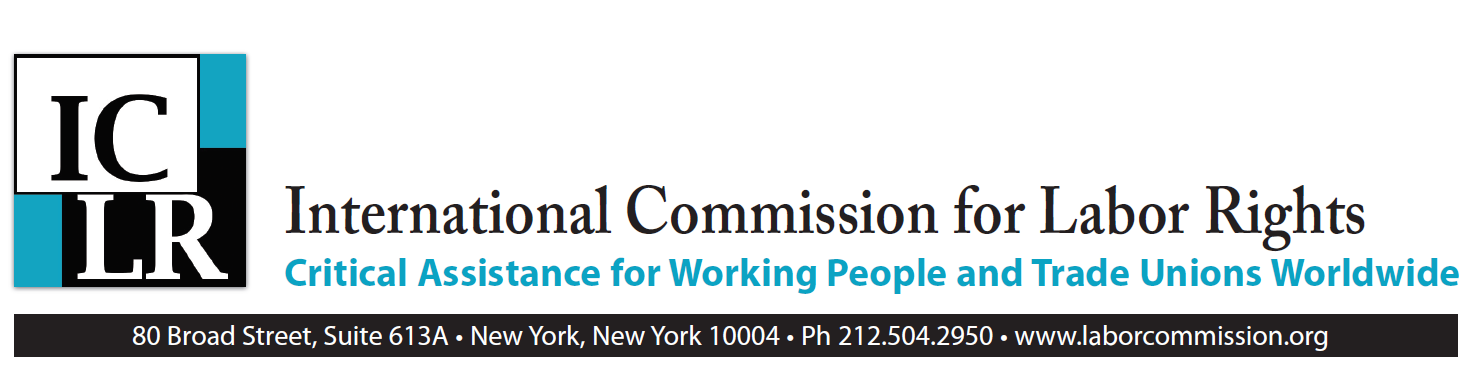 IC
LR
International Commission for Labor Rights
Critical Assistance for Working People and Trade Unions Worldwide
80 Broad Street, Suite 613A • New York, New York 10004 • Ph 212.504.2950 • www.laborcommission.org